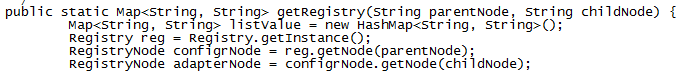 public static Map<String, String> getRegistry(String parentNode, String childNode) {
Map<String, String> listValue = new HashMap<String, String>();
Registry reg = Registry.getInstance();
RegistryNode configrNode = reg.getNode(parentNode);
RegistryNode adapterNode = configrNode.getNode(childNode);